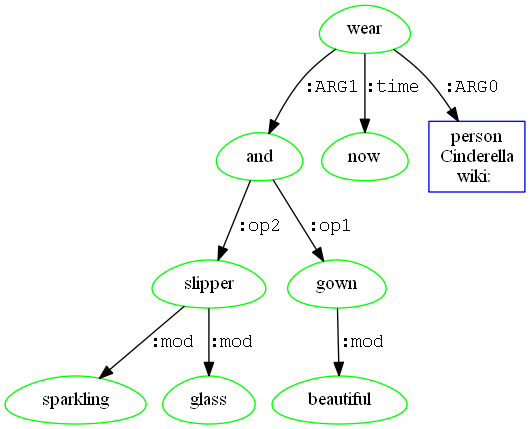 wear
:ARG1 :time :ARG0
and
now
person
Cinderella
wiki:
:op2 :op1
slipper
gown
:mod :mod :mod
sparkling
glass
beautiful